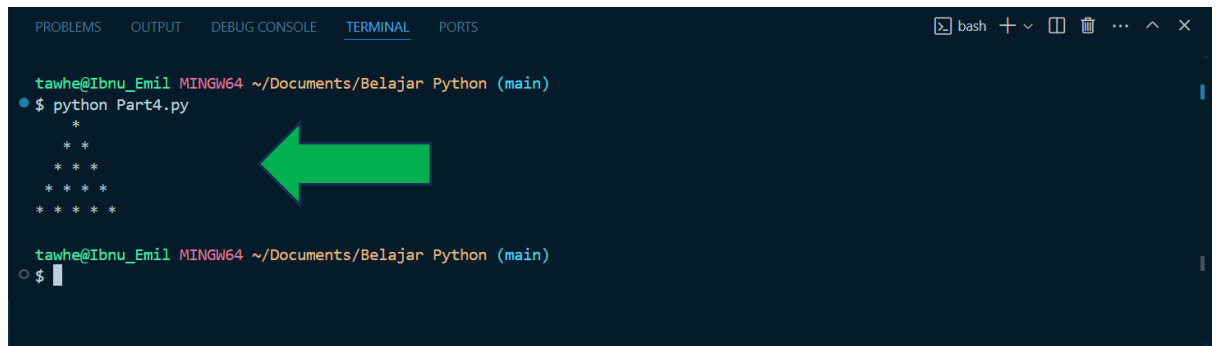 PROBLEMS OUTPUT DEBUG CONSOLE TERMINAL PORTS bash
tawhe@Ibnu_Emil MINGW64 ~/Documents/Belajar Python (main)
$ python Part4.py
    *
   * *
  * * *
 * * * *
* * * * *
tawhe@Ibnu_Emil MINGW64 ~/Documents/Belajar Python (main)
$